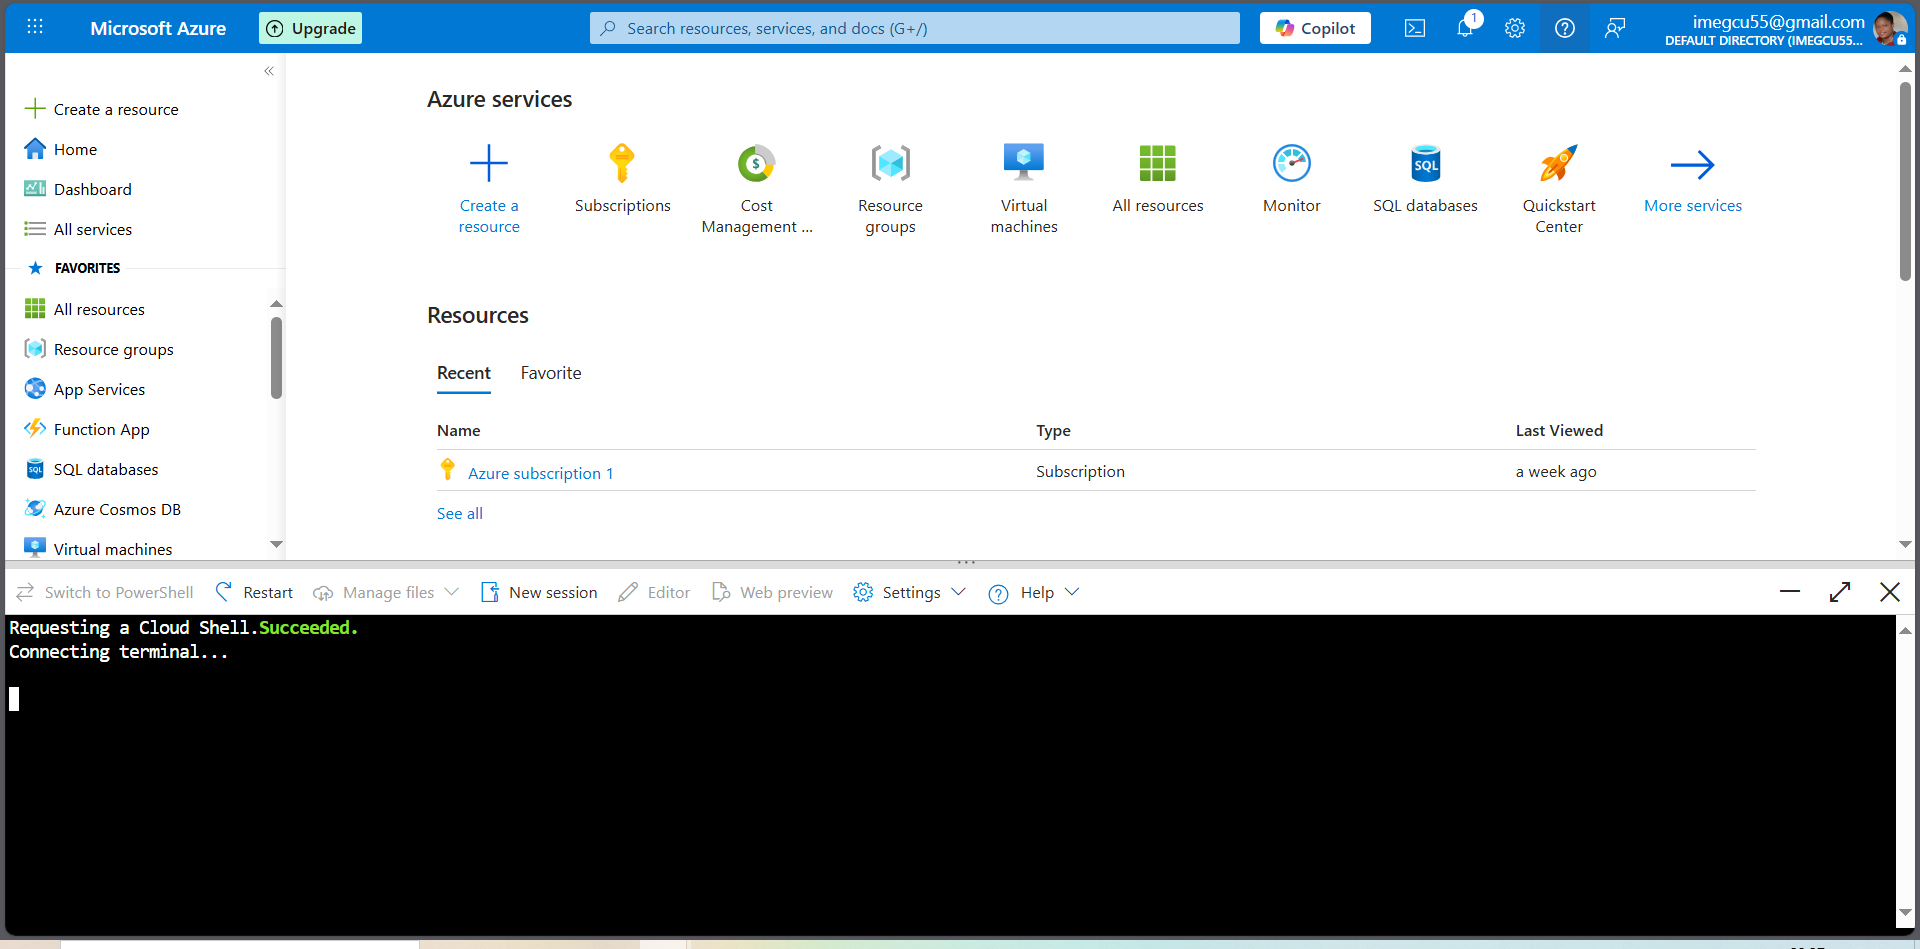 Microsoft Azure
Upgrade
Search resources, services, and docs (G+/)
Copilot
1
imegcu55@gmail.com
DEFAULT DIRECTORY (IMEGCU55...
Create a resource
Home
Dashboard
All services
FAVORITES
All resources
Resource groups
App Services
Function App
SQL databases
Azure Cosmos DB
Virtual machines
Azure services
Create a resource
Subscriptions
Cost Management ...
Resource groups
Virtual machines
All resources
Monitor
SQL databases
Quickstart Center
More services
Resources
Recent Favorite
Name Type Last Viewed
Azure subscription 1 Subscription a week ago
See all
Switch to PowerShell Restart Manage files New session Editor Web preview Settings Help
Requesting a Cloud Shell.Succeeded.
Connecting terminal...